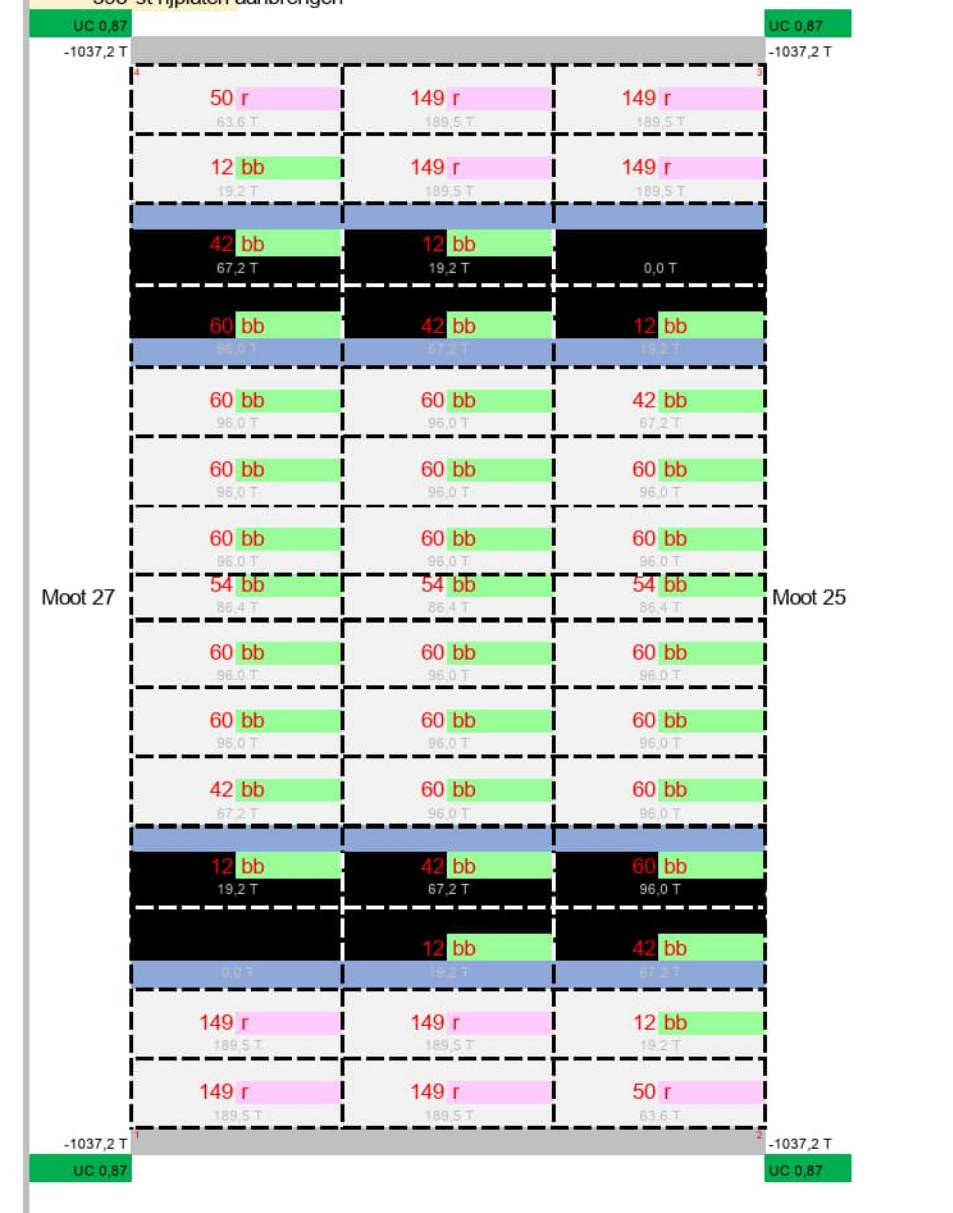 UC 0,87 UC 0,87
-1037,2 T -1037,2 T
4 3
50 r 149 r 149 r
63.6 T 189,5 T 189,5 T
12 bb 149 r 149 r
19,2 T 189,5 T 189,5 T
42 bb 12 bb
67,2 T 19,2 T 0,0 T
60 bb 42 bb 12 bb
96,0 T 67,2 T 19,2 T
60 bb 60 bb 42 bb
96,0 T 96,0 T 67,2 T
60 bb 60 bb 60 bb
96,0 T 96,0 T 96,0 T
60 bb 60 bb 60 bb
96.0 T 96,0 T 96,0 T
54 bb 54 bb 54 bb
Moot 27 Moot 25
86,4 T 86,4 T 86,4 T
60 bb 60 bb 60 bb
96.0 T 96.0 T 96.0 T
60 bb 60 bb 60 bb
96,0 T 96,0 T 96,0 T
42 bb 60 bb 60 bb
67,2 T 96,0 T 96,0 T
12 bb 42 bb 60 bb
19,2 T 67,2 T 96,0 T
12 bb 42 bb
0,0 T 19,2 T 67,2 T
149 r 149 r 12 bb
189,5 T 189,5 T 19,2 T
149 r 149 r 50 r
189,5 T 189,5 T 63.6 T
1 2
-1037,2 T -1037,2 T
UC 0,87 UC 0,87